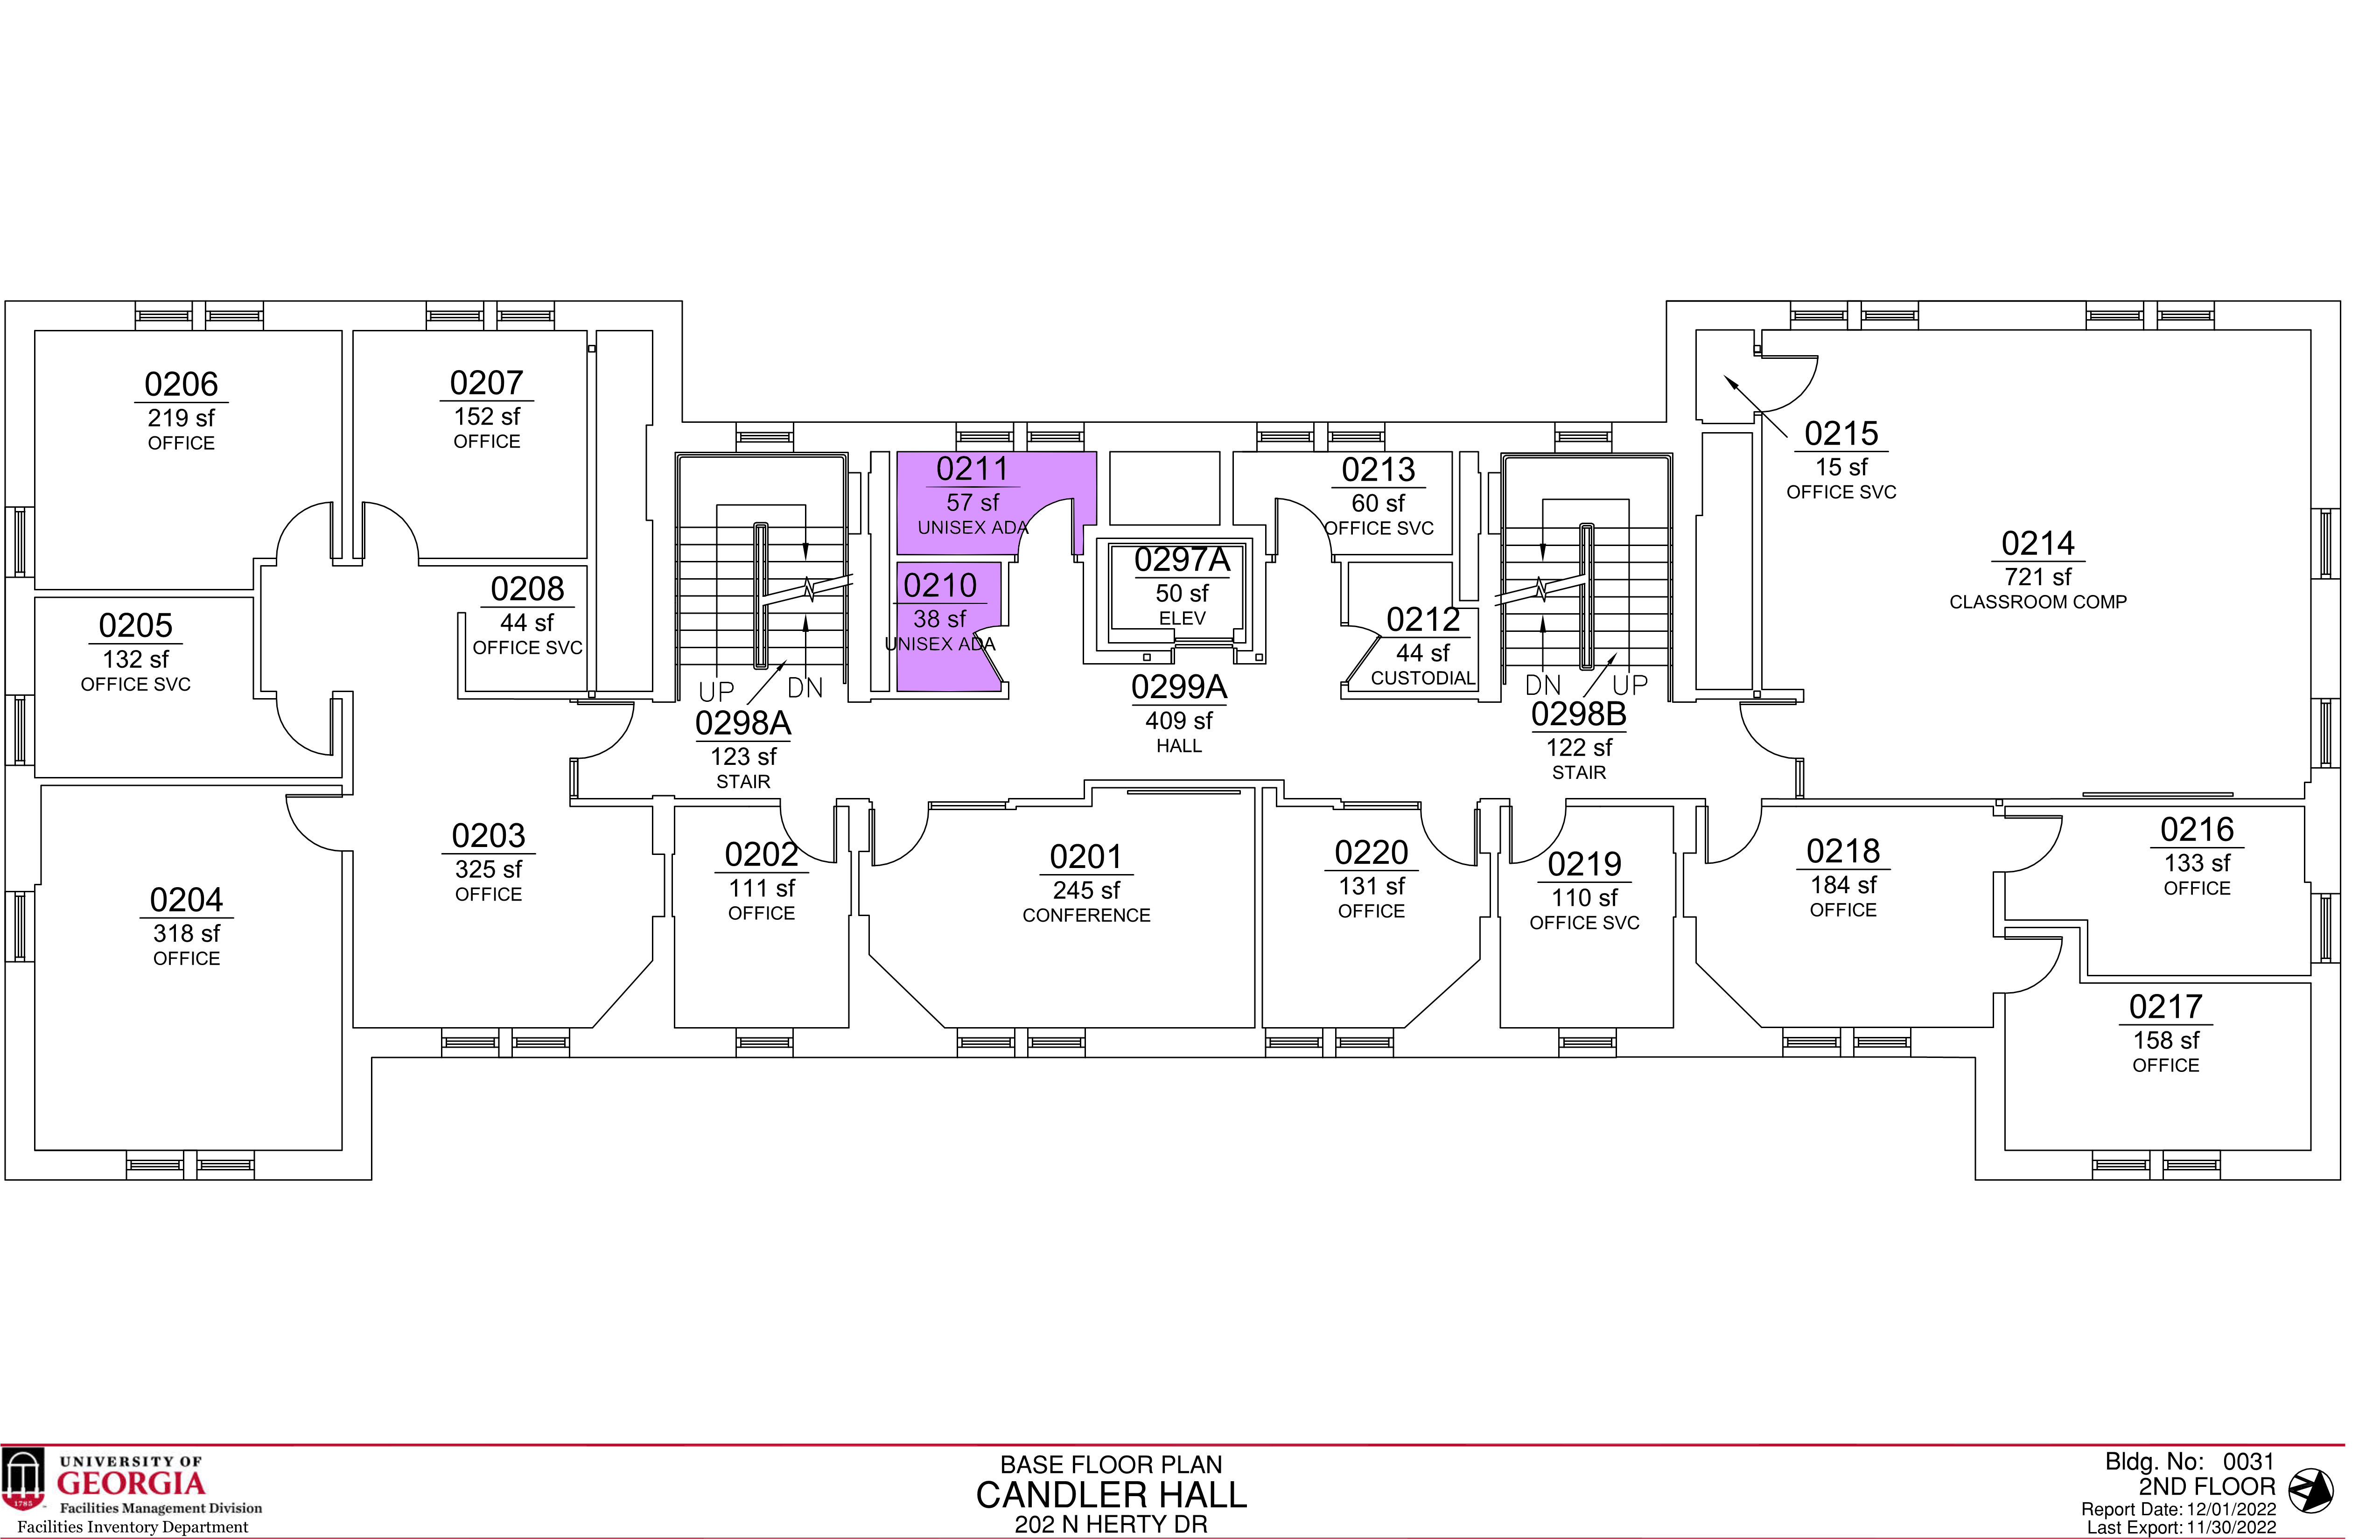 0206
219 sf
OFFICE
0207
152 sf
OFFICE
0208
44 sf
OFFICE SVC
0205
132 sf
OFFICE SVC
0211
57 sf
UNISEX ADA
0210
38 sf
UNISEX ADA
0297A
50 sf
ELEV
0213
60 sf
OFFICE SVC
0212
44 sf
CUSTODIAL
0215
15 sf
OFFICE SVC
0214
721 sf
CLASSROOM COMP
UP
DN
0298A
123 sf
STAIR
0299A
409 sf
HALL
DN
UP
0298B
122 sf
STAIR
0204
318 sf
OFFICE
0203
325 sf
OFFICE
0202
111 sf
OFFICE
0201
245 sf
CONFERENCE
0220
131 sf
OFFICE
0219
110 sf
OFFICE SVC
0218
184 sf
OFFICE
0216
133 sf
OFFICE
0217
158 sf
OFFICE
1785
UNIVERSITY OF
GEORGIA
Facilities Management Division
Facilities Inventory Department
BASE FLOOR PLAN
CANDLER HALL
202 N HERTY DR
Bldg. No: 0031
2ND FLOOR
Report Date: 12/01/2022
Last Export: 11/30/2022